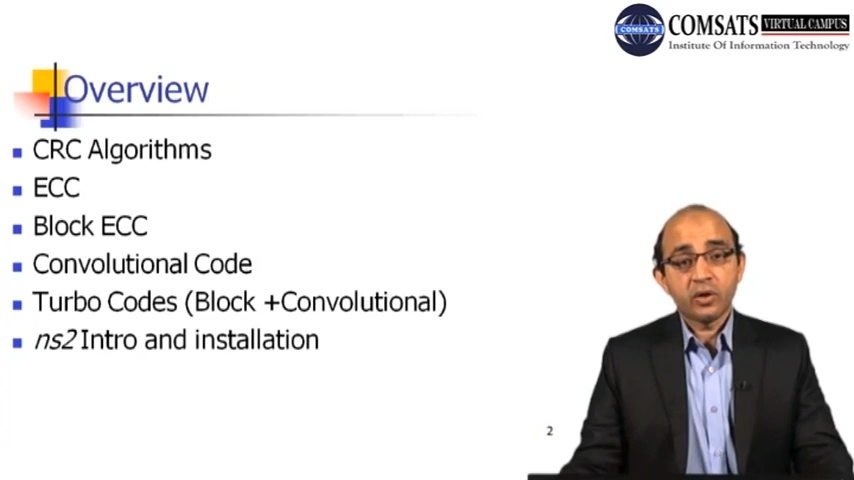 COMSATS
COMSATS VIRTUAL CAMPUS
Institute Of Information Technology
Overview
CRC Algorithms
ECC
Block ECC
Convolutional Code
Turbo Codes (Block +Convolutional)
ns2 Intro and installation
2